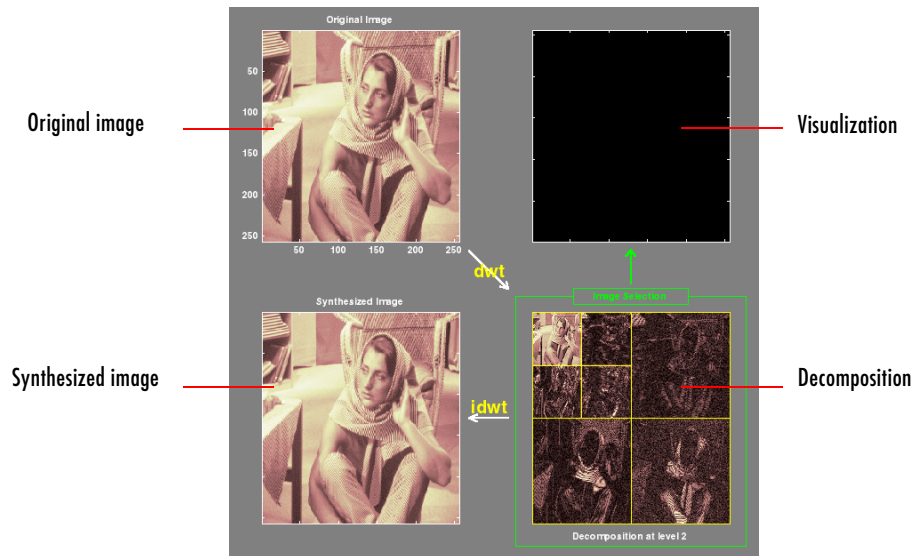 Original Image
50
100
150
200
250
50 100 150 200 250
Original image
Visualization
dwt
Image Selection
Synthesized Image
Synthesized image
idwt
Decomposition
Decomposition at level 2